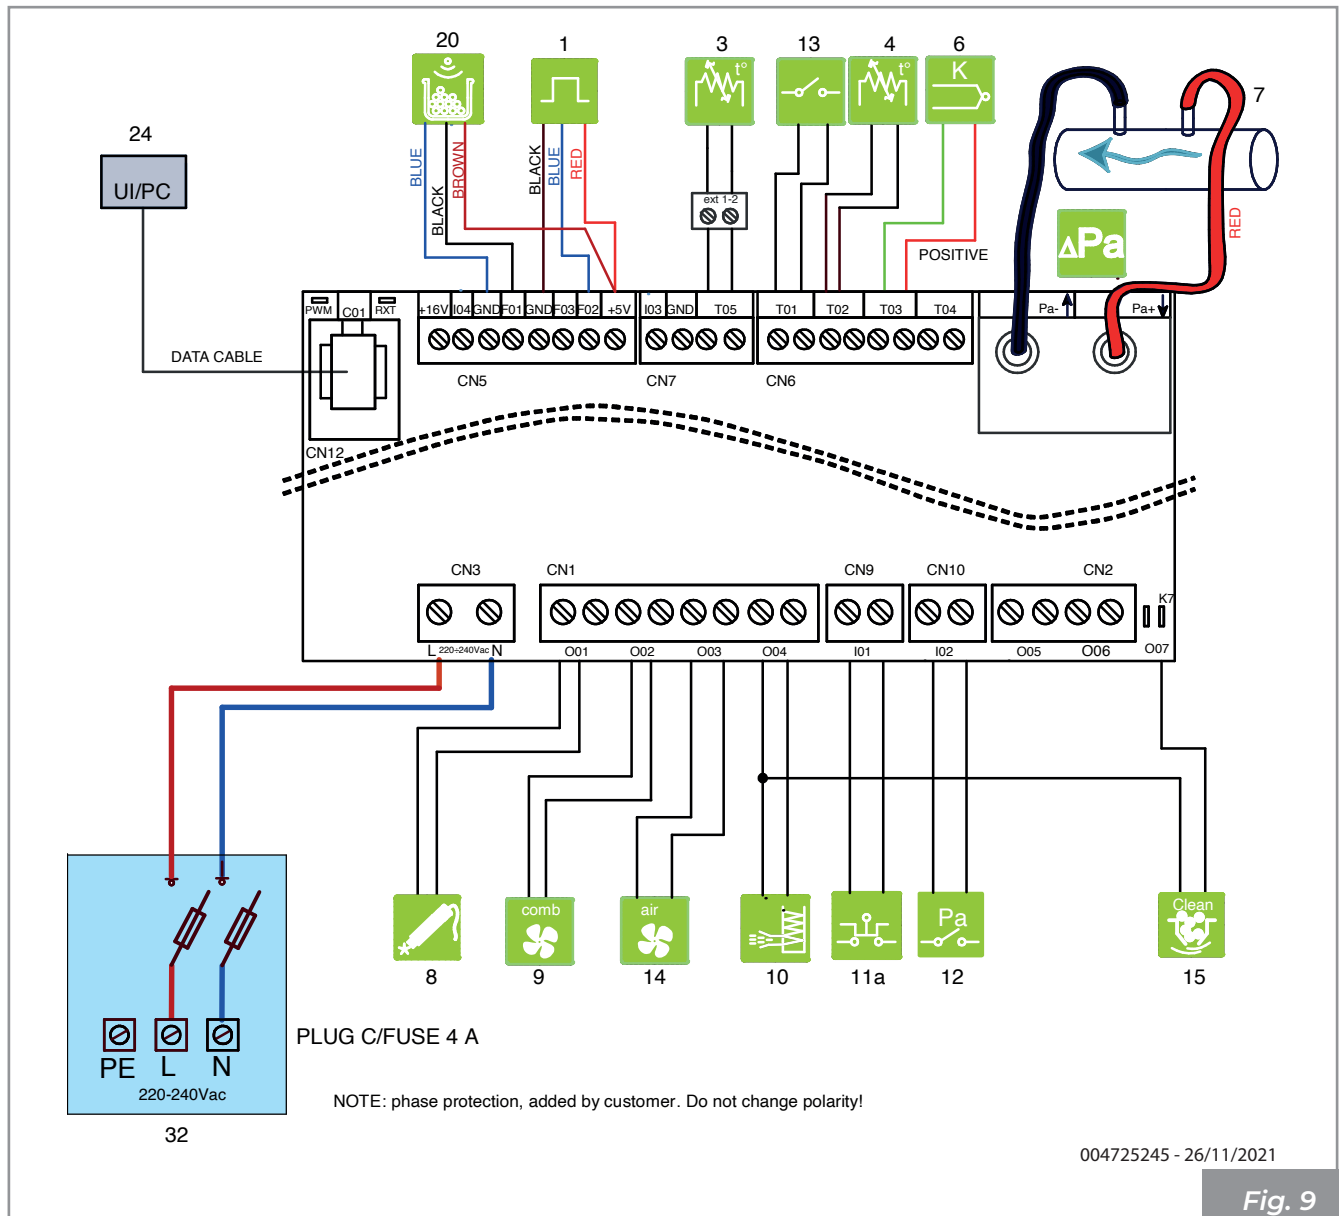 20 1 3 13 4 6
t° t° K
7
24
UI/PC
BLUE
BLACK
BROWN
BLACK
BLUE
RED
ext 1-2
POSITIVE
ΔPa
RED
PWM C01 RXT
+16V I04 GND F01 GND F03 F02 +5V
I03 GND T05
T01 T02 T03 T04
Pa- Pa+
DATA CABLE
CN5 CN7 CN6
CN12
CN3 CN1 CN9 CN10 CN2
K7
L 220÷240Vac N
O01 O02 O03 O04 I01 I02 O05 O06 O07
comb air Pa Clean
8 9 14 10 11a 12 15
PLUG C/FUSE 4 A
PE L N
220-240Vac
NOTE: phase protection, added by customer. Do not change polarity!
32
004725245 - 26/11/2021
Fig. 9